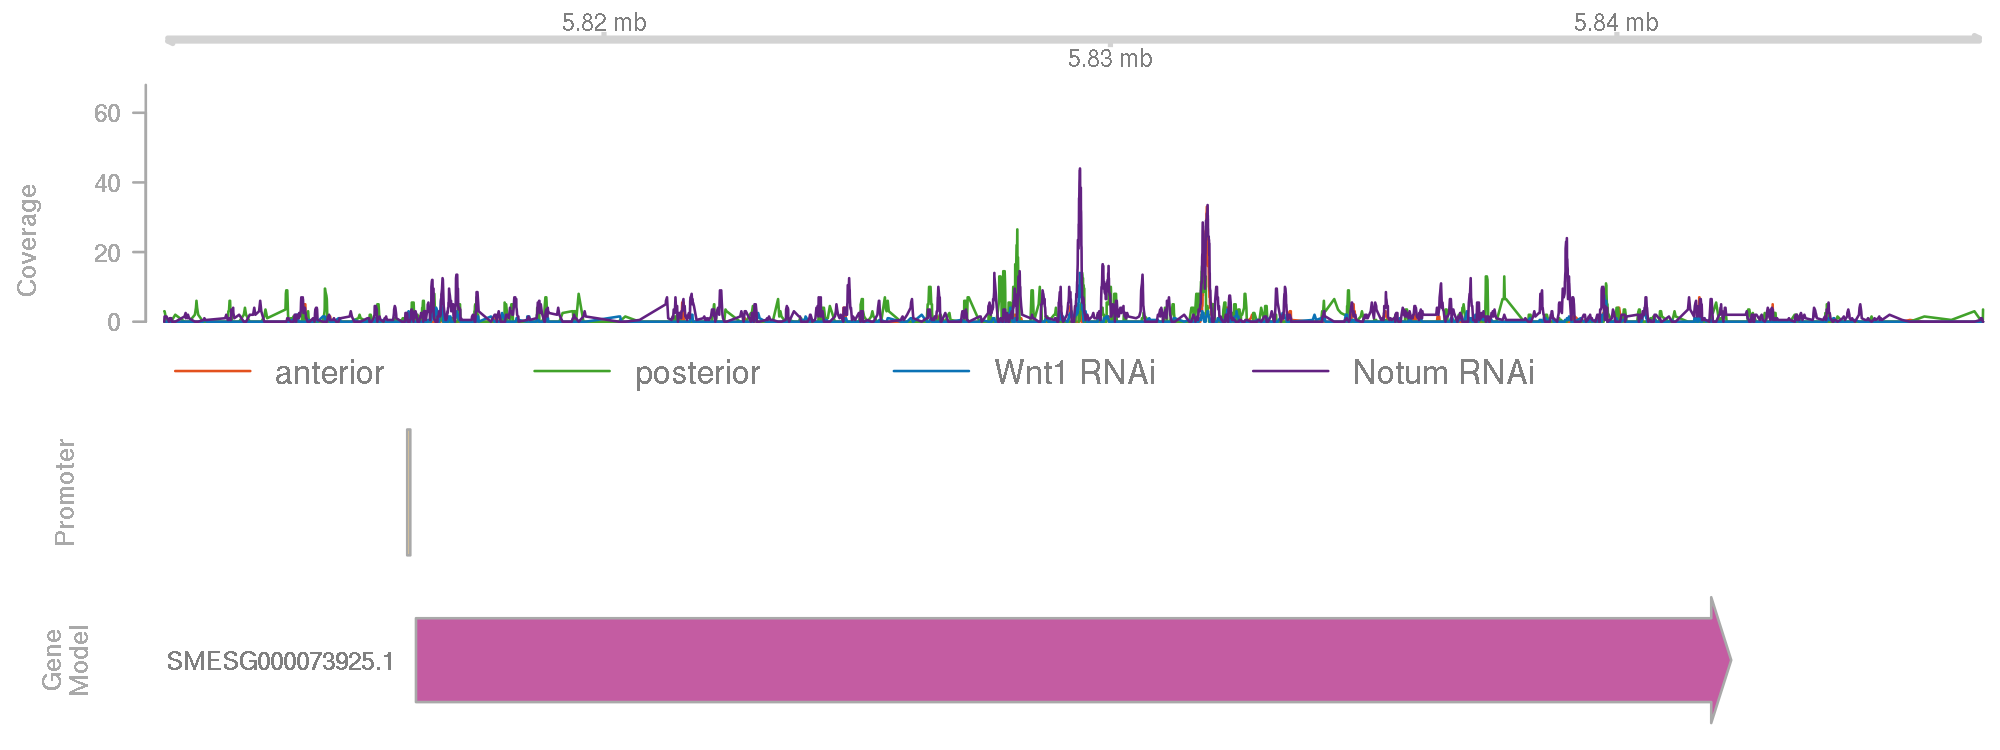 5.82 mb
5.84 mb
5.83 mb
Coverage
60
40
20
0
anterior
posterior
Wnt1 RNAi
Notum RNAi
Promoter
Gene
Model
SMESG000073925.1